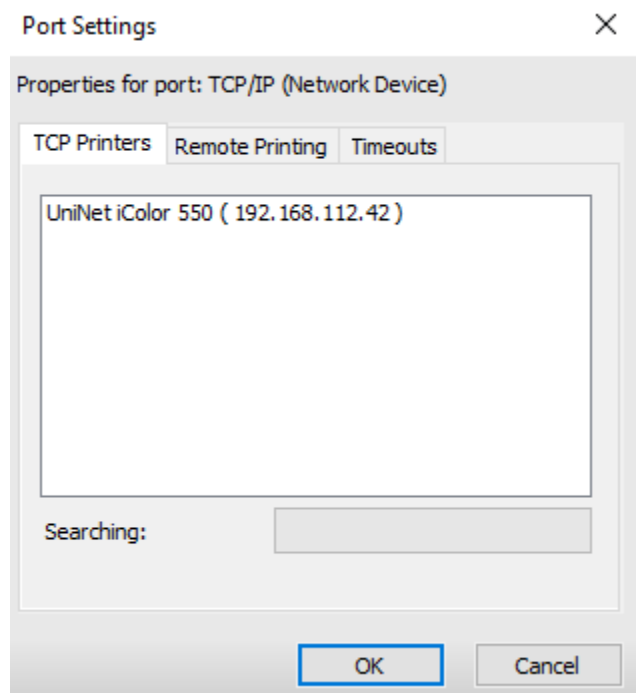 Port Settings
Properties for port: TCP/IP (Network Device)
TCP Printers
Remote Printing
Timeouts
UniNet iColor 550 ( 192.168.112.42 )
Searching:
OK
Cancel